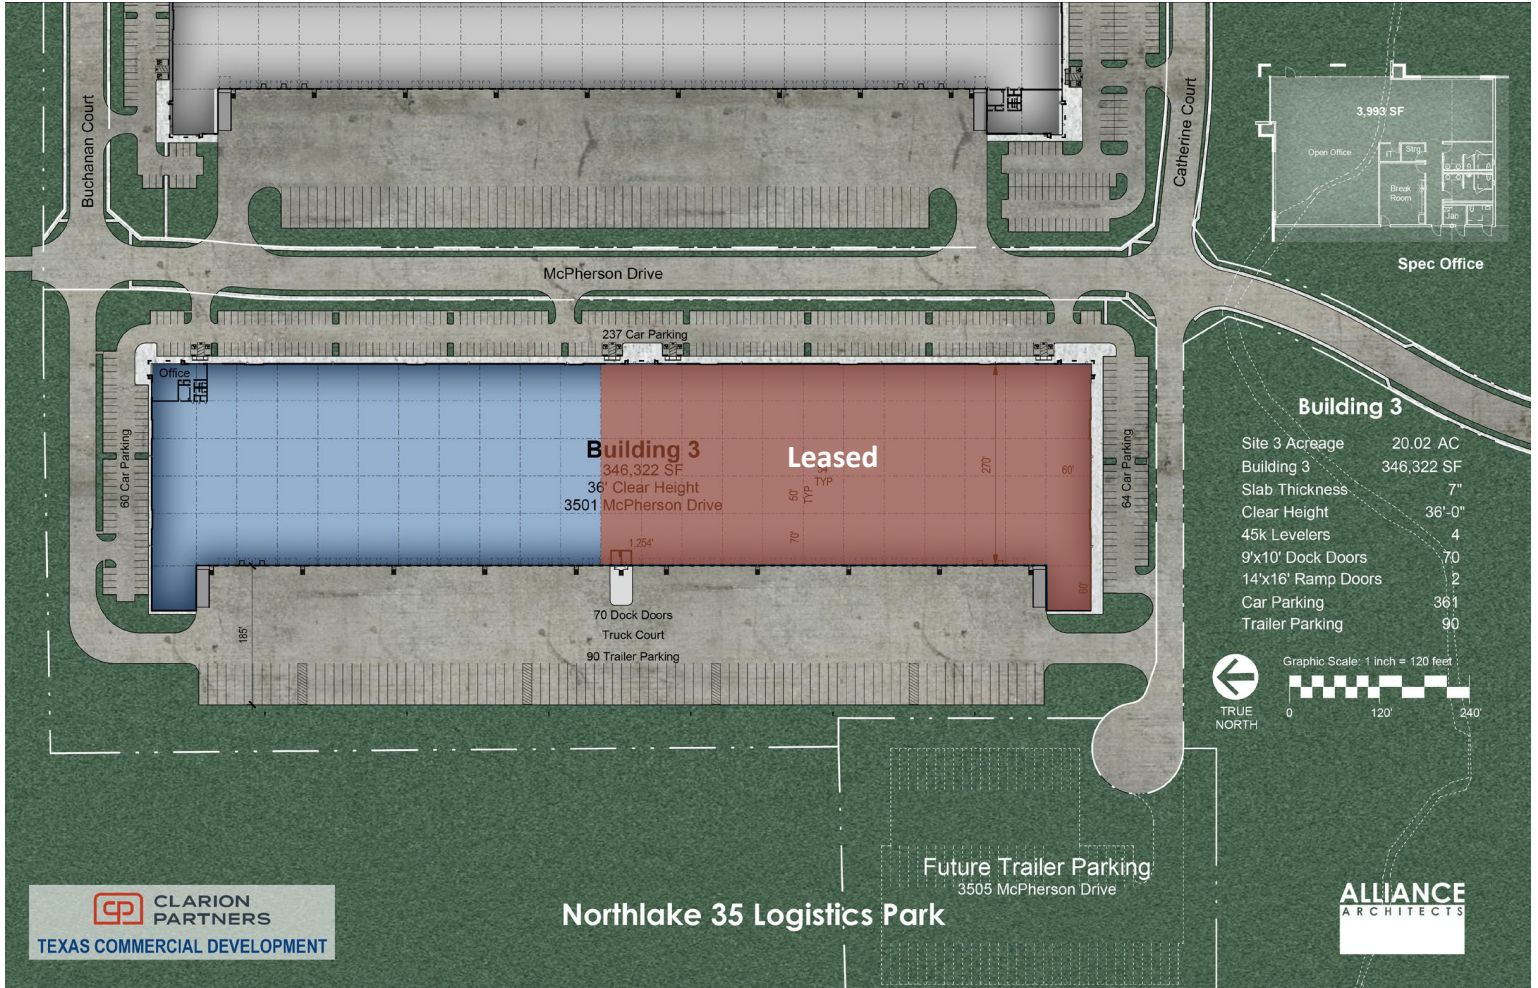 Buchanan Court
Catherine Court
3,993 SF
Open Office
Strg.
Break
Room
Jan
Spec Office
McPherson Drive
237 Car Parking
Office
60 Car Parking
64 Car Parking
Building 3
346,322 SF
36' Clear Height
3501 McPherson Drive
Leased
54'
TYP
50'
TYP
70'
270'
60'
60'
1,254'
185'
70 Dock Doors
Truck Court
90 Trailer Parking
Building 3
Site 3 Acreage 20.02 AC
Building 3 346,322 SF
Slab Thickness 7"
Clear Height 36'-0"
45k Levelers 4
9'x10' Dock Doors 70
14'x16' Ramp Doors 2
Car Parking 361
Trailer Parking 90
TRUE
NORTH
Graphic Scale: 1 inch = 120 feet
0 120' 240'
Future Trailer Parking
3505 McPherson Drive
Northlake 35 Logistics Park
CP CLARION
PARTNERS
TEXAS COMMERCIAL DEVELOPMENT
ALLIANCE
ARCHITECTS